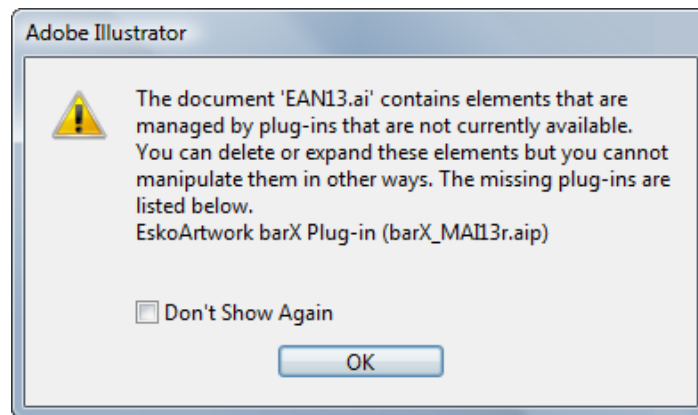 Adobe Illustrator
The document 'EAN13.ai' contains elements that are
managed by plug-ins that are not currently available.
You can delete or expand these elements but you cannot
manipulate them in other ways. The missing plug-ins are
listed below.
EskoArtwork barX Plug-in (barX_MAI13r.aip)
Don't Show Again
OK